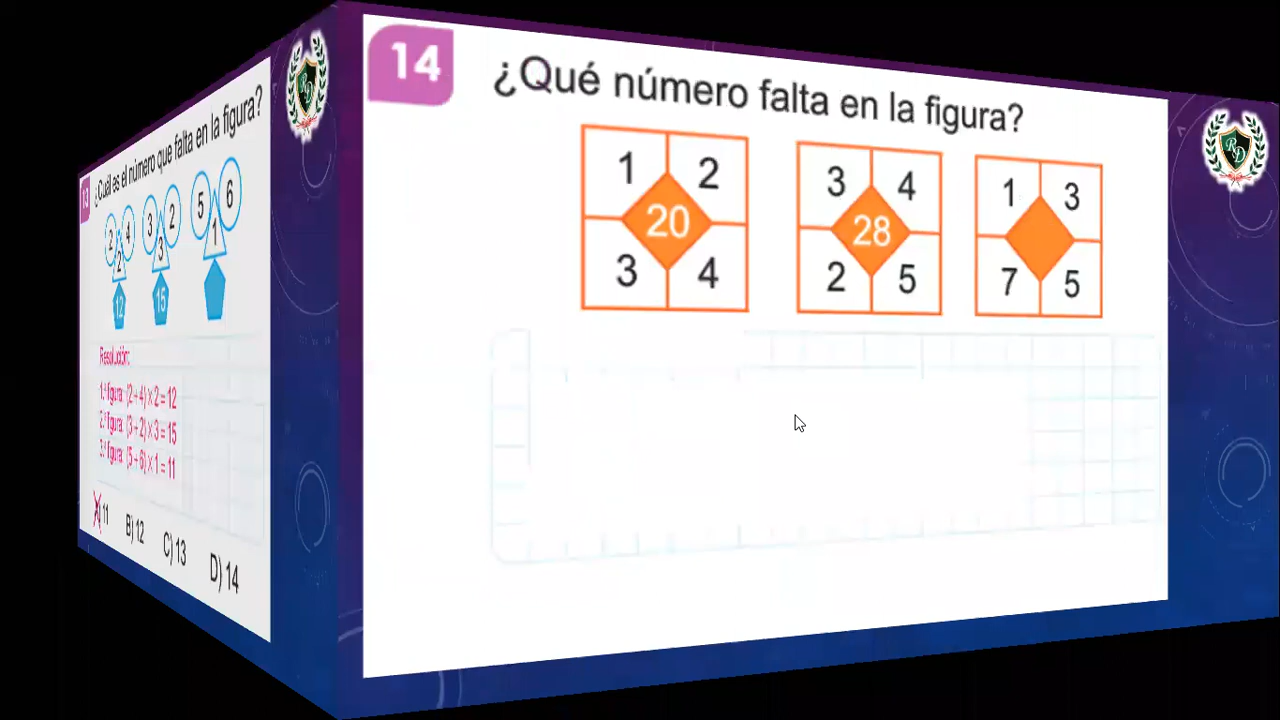 13
¿Cuál es el número que falta en la figura?
2 4 3 2 5 6
2 3 1
12 15
Resolución:
1.ª figura: (2 + 4) x 2 = 12
2.ª figura: (3 + 2) x 3 = 15
3.ª figura: (5 + 6) x 1 = 11
11
B) 12
C) 13
D) 14
RD
14
¿Qué número falta en la figura?
1 2 3 4 1 3
20 28
3 4 2 5 7 5
RD